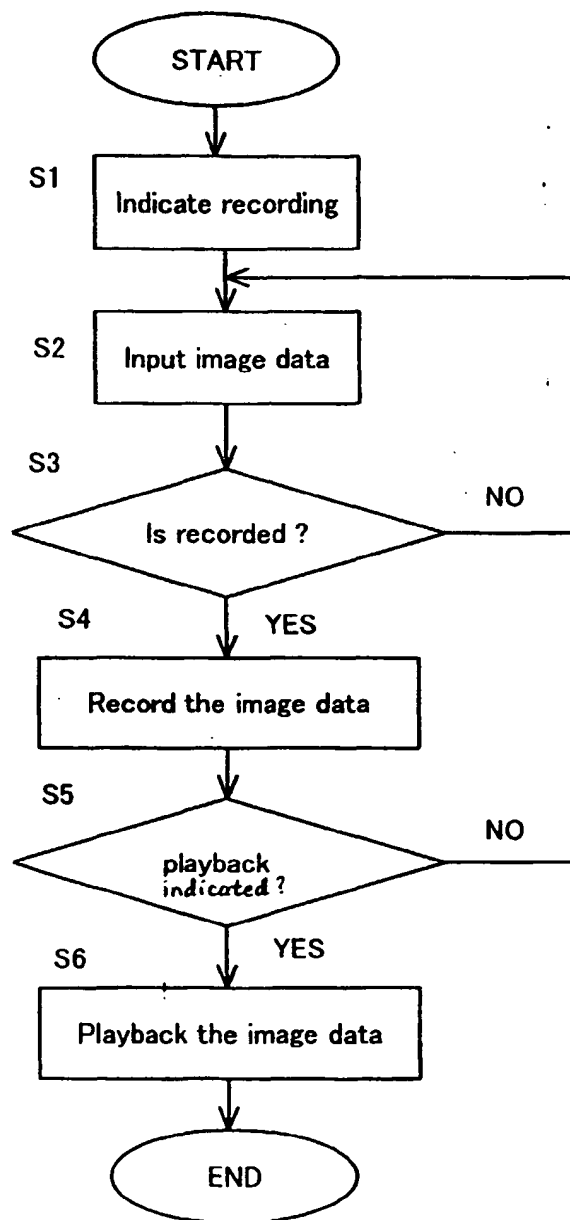 START
S1
Indicate recording
S2
Input image data
S3
Is recorded ?
NO
S4
YES
Record the image data
S5
NO
playback
indicated ?
YES
S6
Playback the image data
END